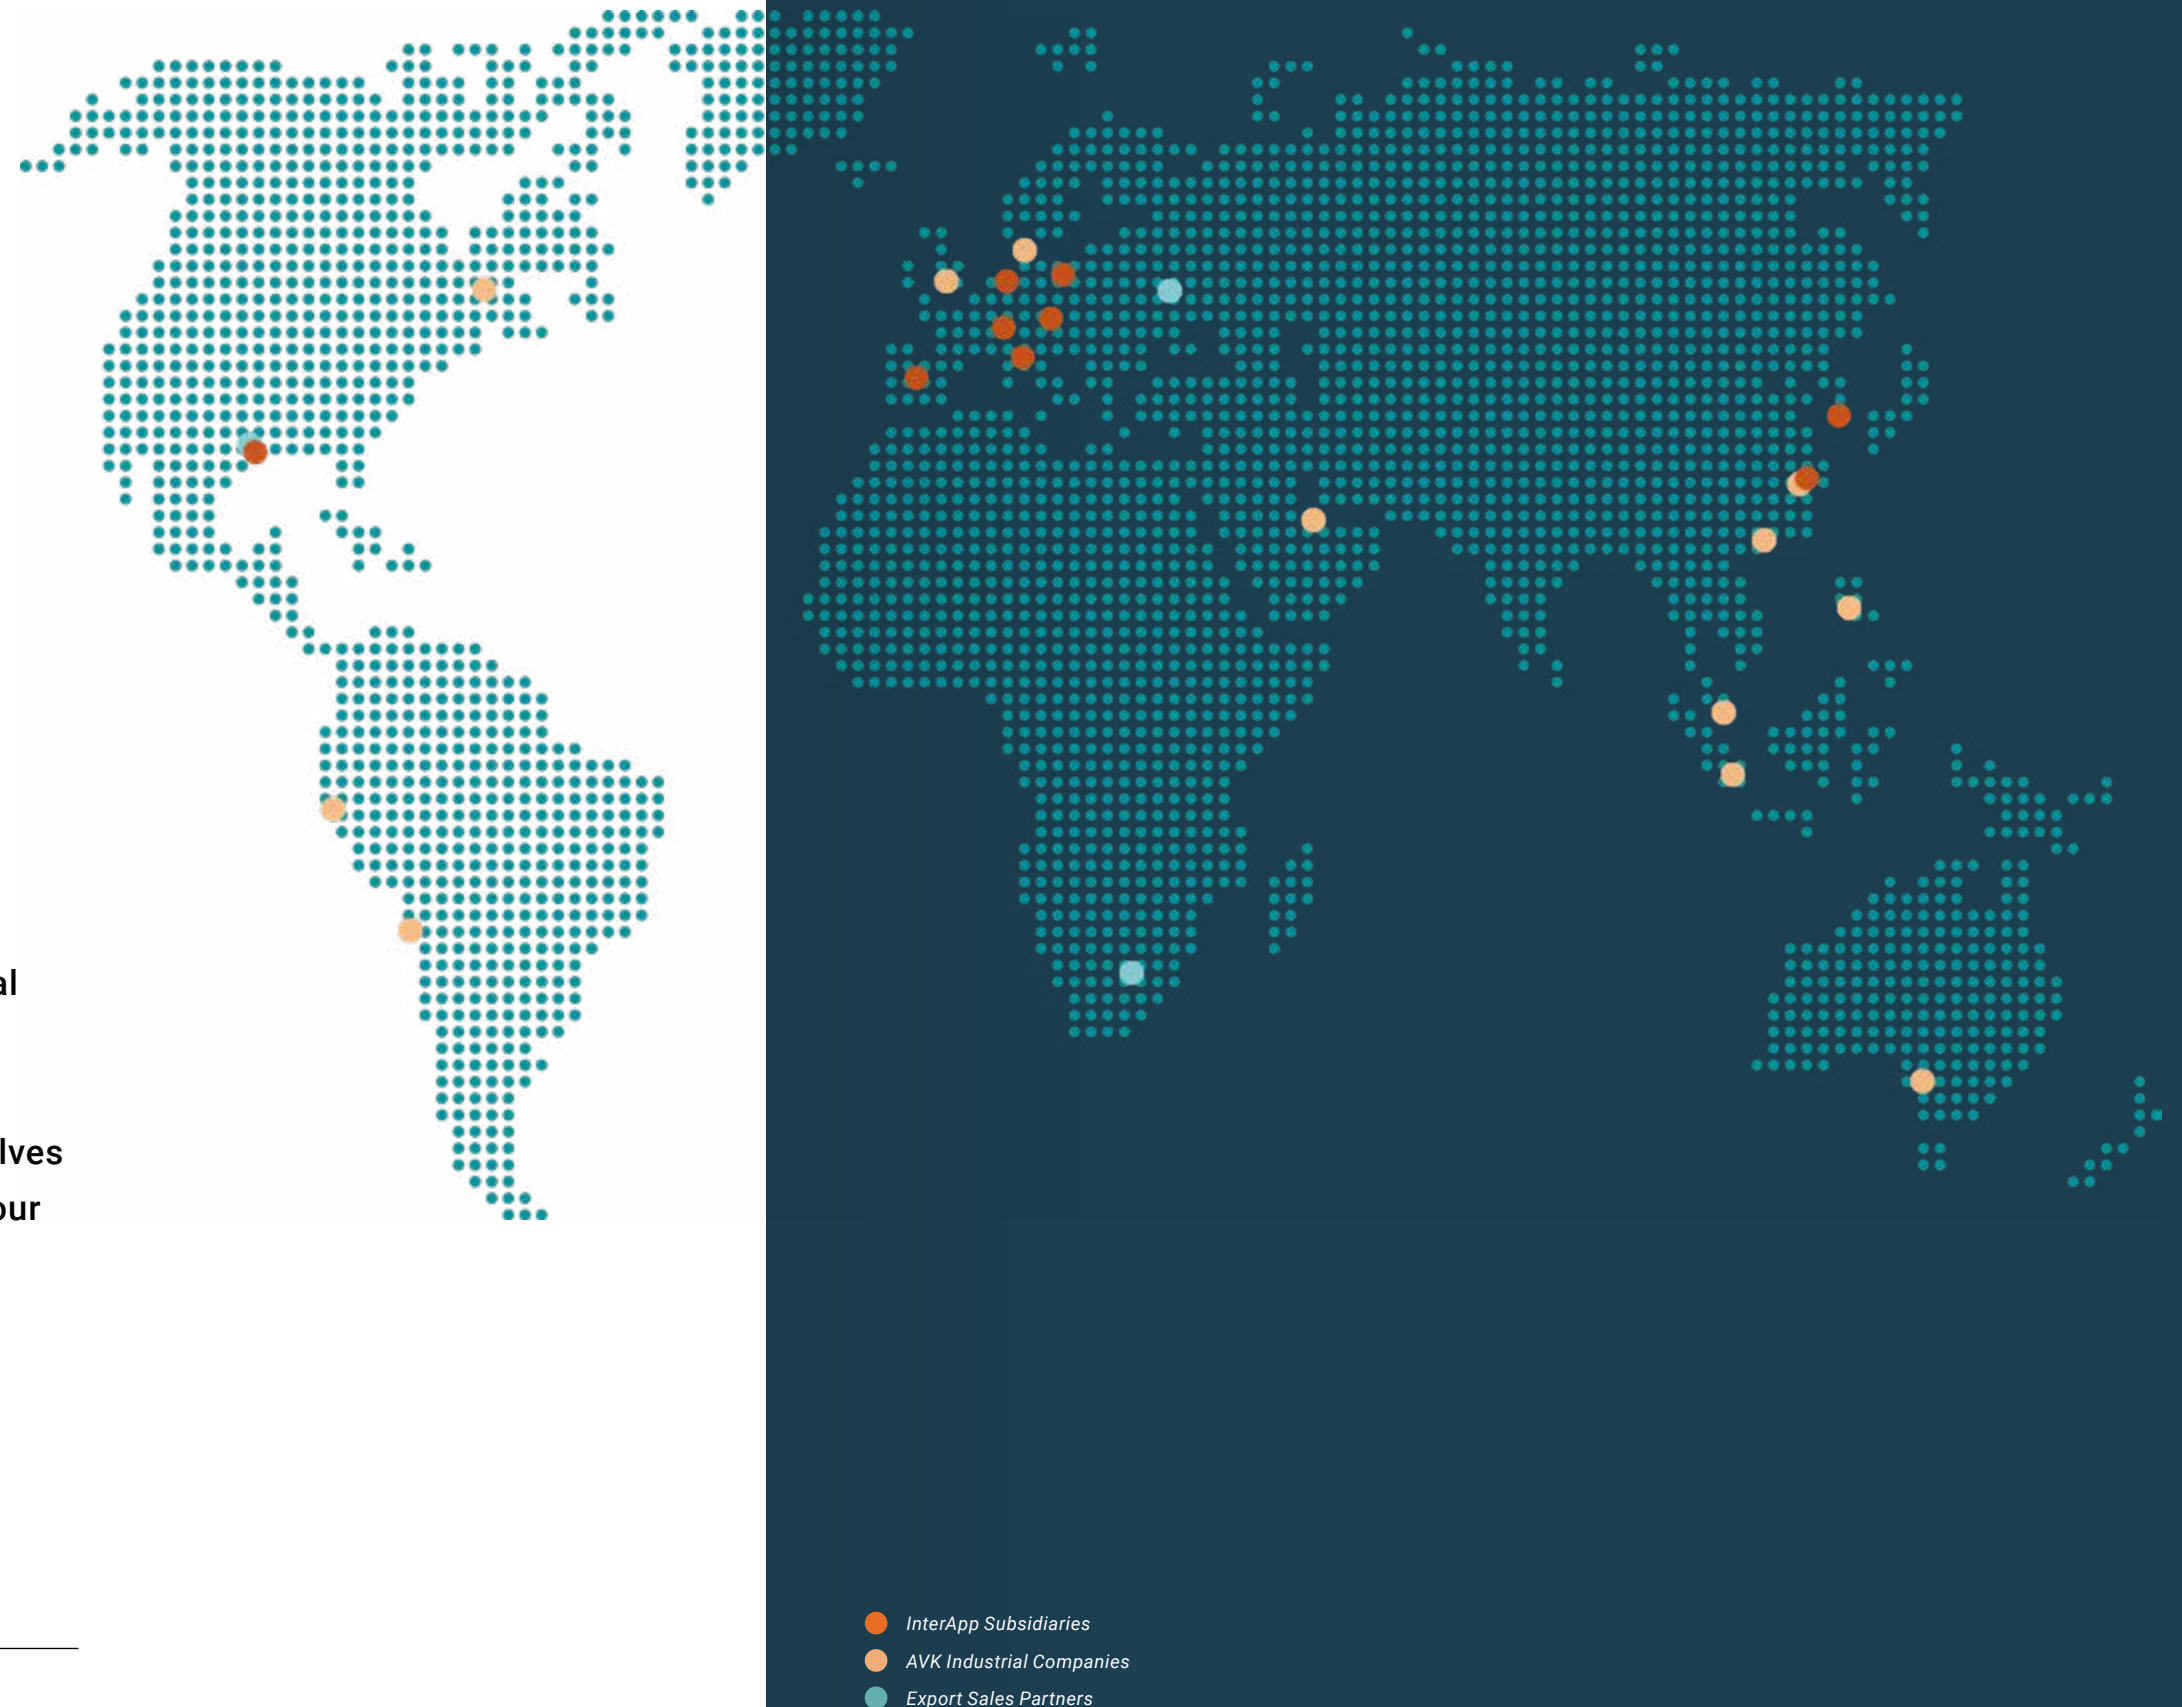 al
lves
our
InterApp Subsidiaries
AVK Industrial Companies
Export Sales Partners